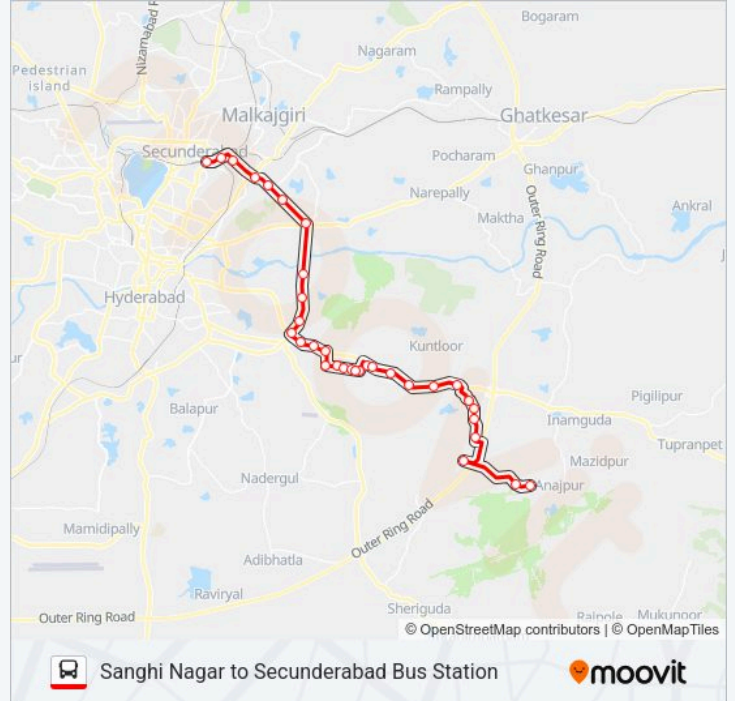 Bogaram
Nizamabad R
Nagaram
Pedestrian
island
Rampally
Malkajgiri
Ghatkesar
Secunderabad
Pocharam
Ghanpur
Narepally
Ankral
Maktha
Outer Ring Road
Hyderabad
Kuntloor
Pigilipur
Balapur
Inamguda
Tupranpet
Mazidpur
Nadergul
Anajpur
Outer Ring Road
Mamidipally
Adibhatla
Raviryal
Sheriguda
Outer Ring Road
Raipole
Mukunoor
© OpenStreetMap contributors | © OpenMapTiles
Sanghi Nagar to Secunderabad Bus Station
moovit